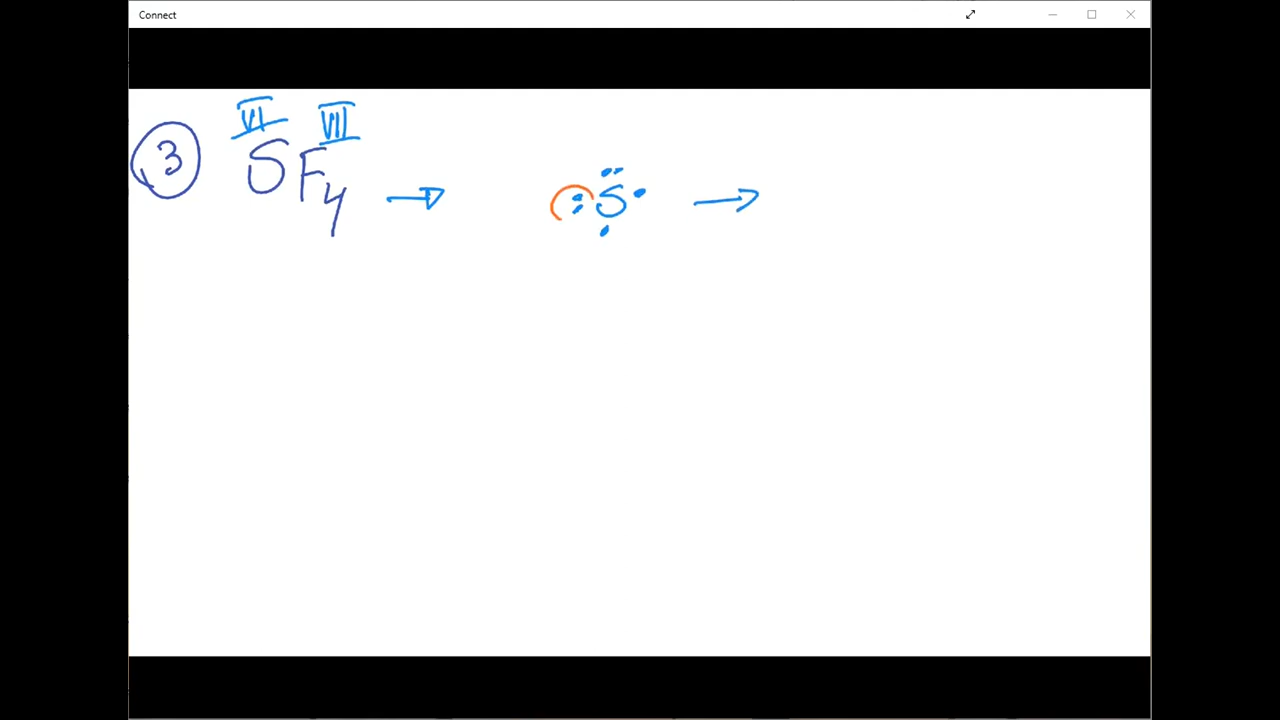 Connect
VI VII
3 SF4 → S →